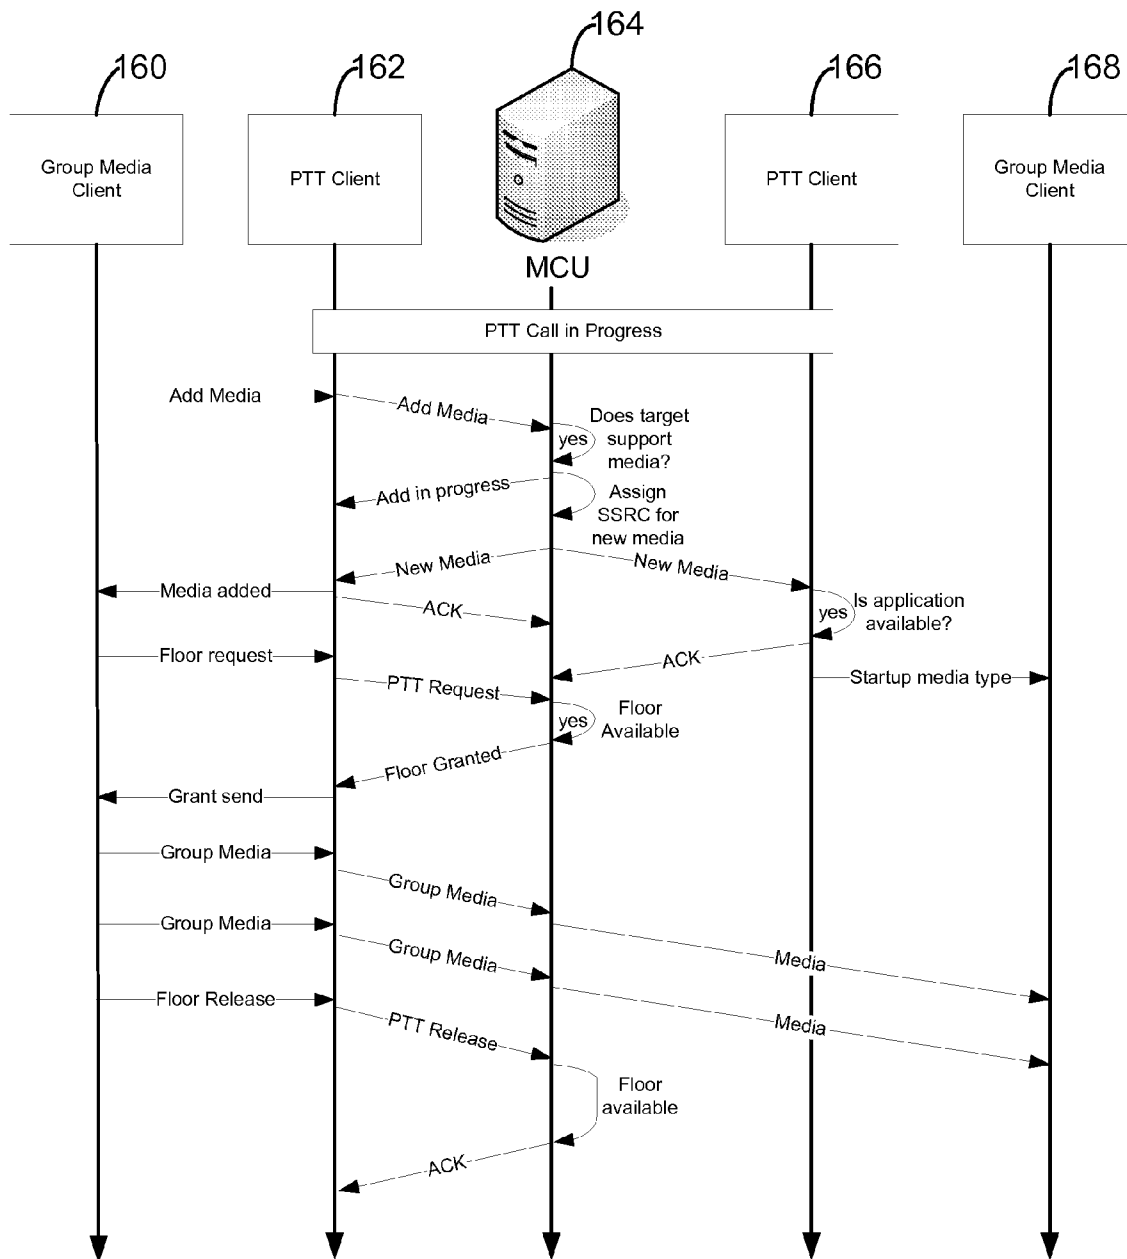 164
160
162
166
168
Group Media
Client
PTT Client
PTT Client
Group Media
Client
MCU
PTT Call in Progress
Add Media
Add Media
Does target
support
media?
yes
Add in progress
Assign
SSRC for
new media
New Media
New Media
Media added
ACK
yes
Is application
available?
Floor request
ACK
PTT Request
Startup media type
yes
Floor
Available
Floor Granted
Grant send
Group Media
Group Media
Group Media
Group Media
Media
Floor Release
PTT Release
Media
Floor
available
ACK